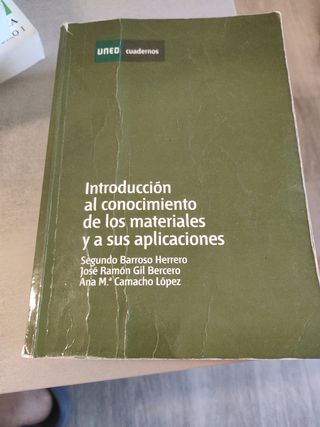 UNED cuadernos
Introducción
al conocimiento
de los materiales
y a sus aplicaciones
Segundo Barroso Herrero
José Ramón Gil Bercero
Ana M.ª Camacho López